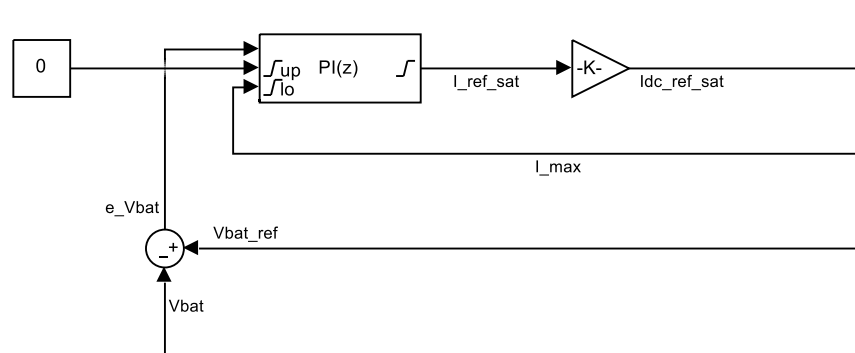 0
up
PI(z)
lo
I_ref_sat
-K-
Idc_ref_sat
I_max
e_Vbat
Vbat_ref
+
−
Vbat